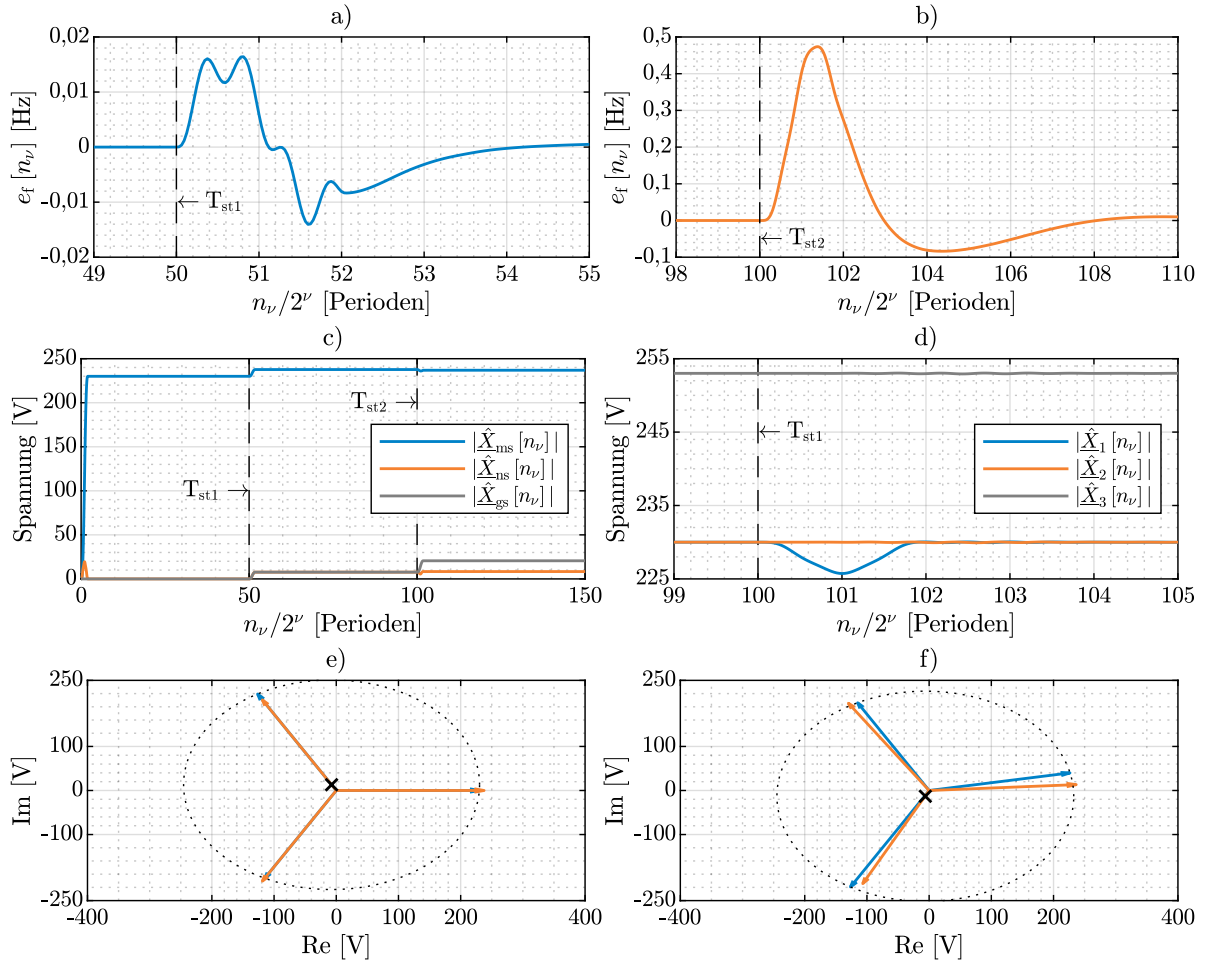 a)
e_f [n_ν] [Hz]
0,02
0,01
0
-0,01
-0,02
← T_st1
49 50 51 52 53 54 55
n_ν/2^ν [Perioden]
b)
e_f [n_ν] [Hz]
0,5
0,4
0,3
0,2
0,1
0
-0,1
← T_st2
98 100 102 104 106 108 110
n_ν/2^ν [Perioden]
c)
Spannung [V]
250
200
150
100
50
0
T_st2 →
T_st1 →
|X̲̂_ms [n_ν]|
|X̲̂_ns [n_ν]|
|X̲̂_gs [n_ν]|
0 50 100 150
n_ν/2^ν [Perioden]
d)
Spannung [V]
255
245
235
225
← T_st1
|X̲̂_1 [n_ν]|
|X̲̂_2 [n_ν]|
|X̲̂_3 [n_ν]|
99 100 101 102 103 104 105
n_ν/2^ν [Perioden]
e)
Im [V]
250
100
0
-100
-250
-400 -200 -100 0 100 200 400
Re [V]
f)
Im [V]
250
100
0
-100
-250
-400 -200 -100 0 100 200 400
Re [V]